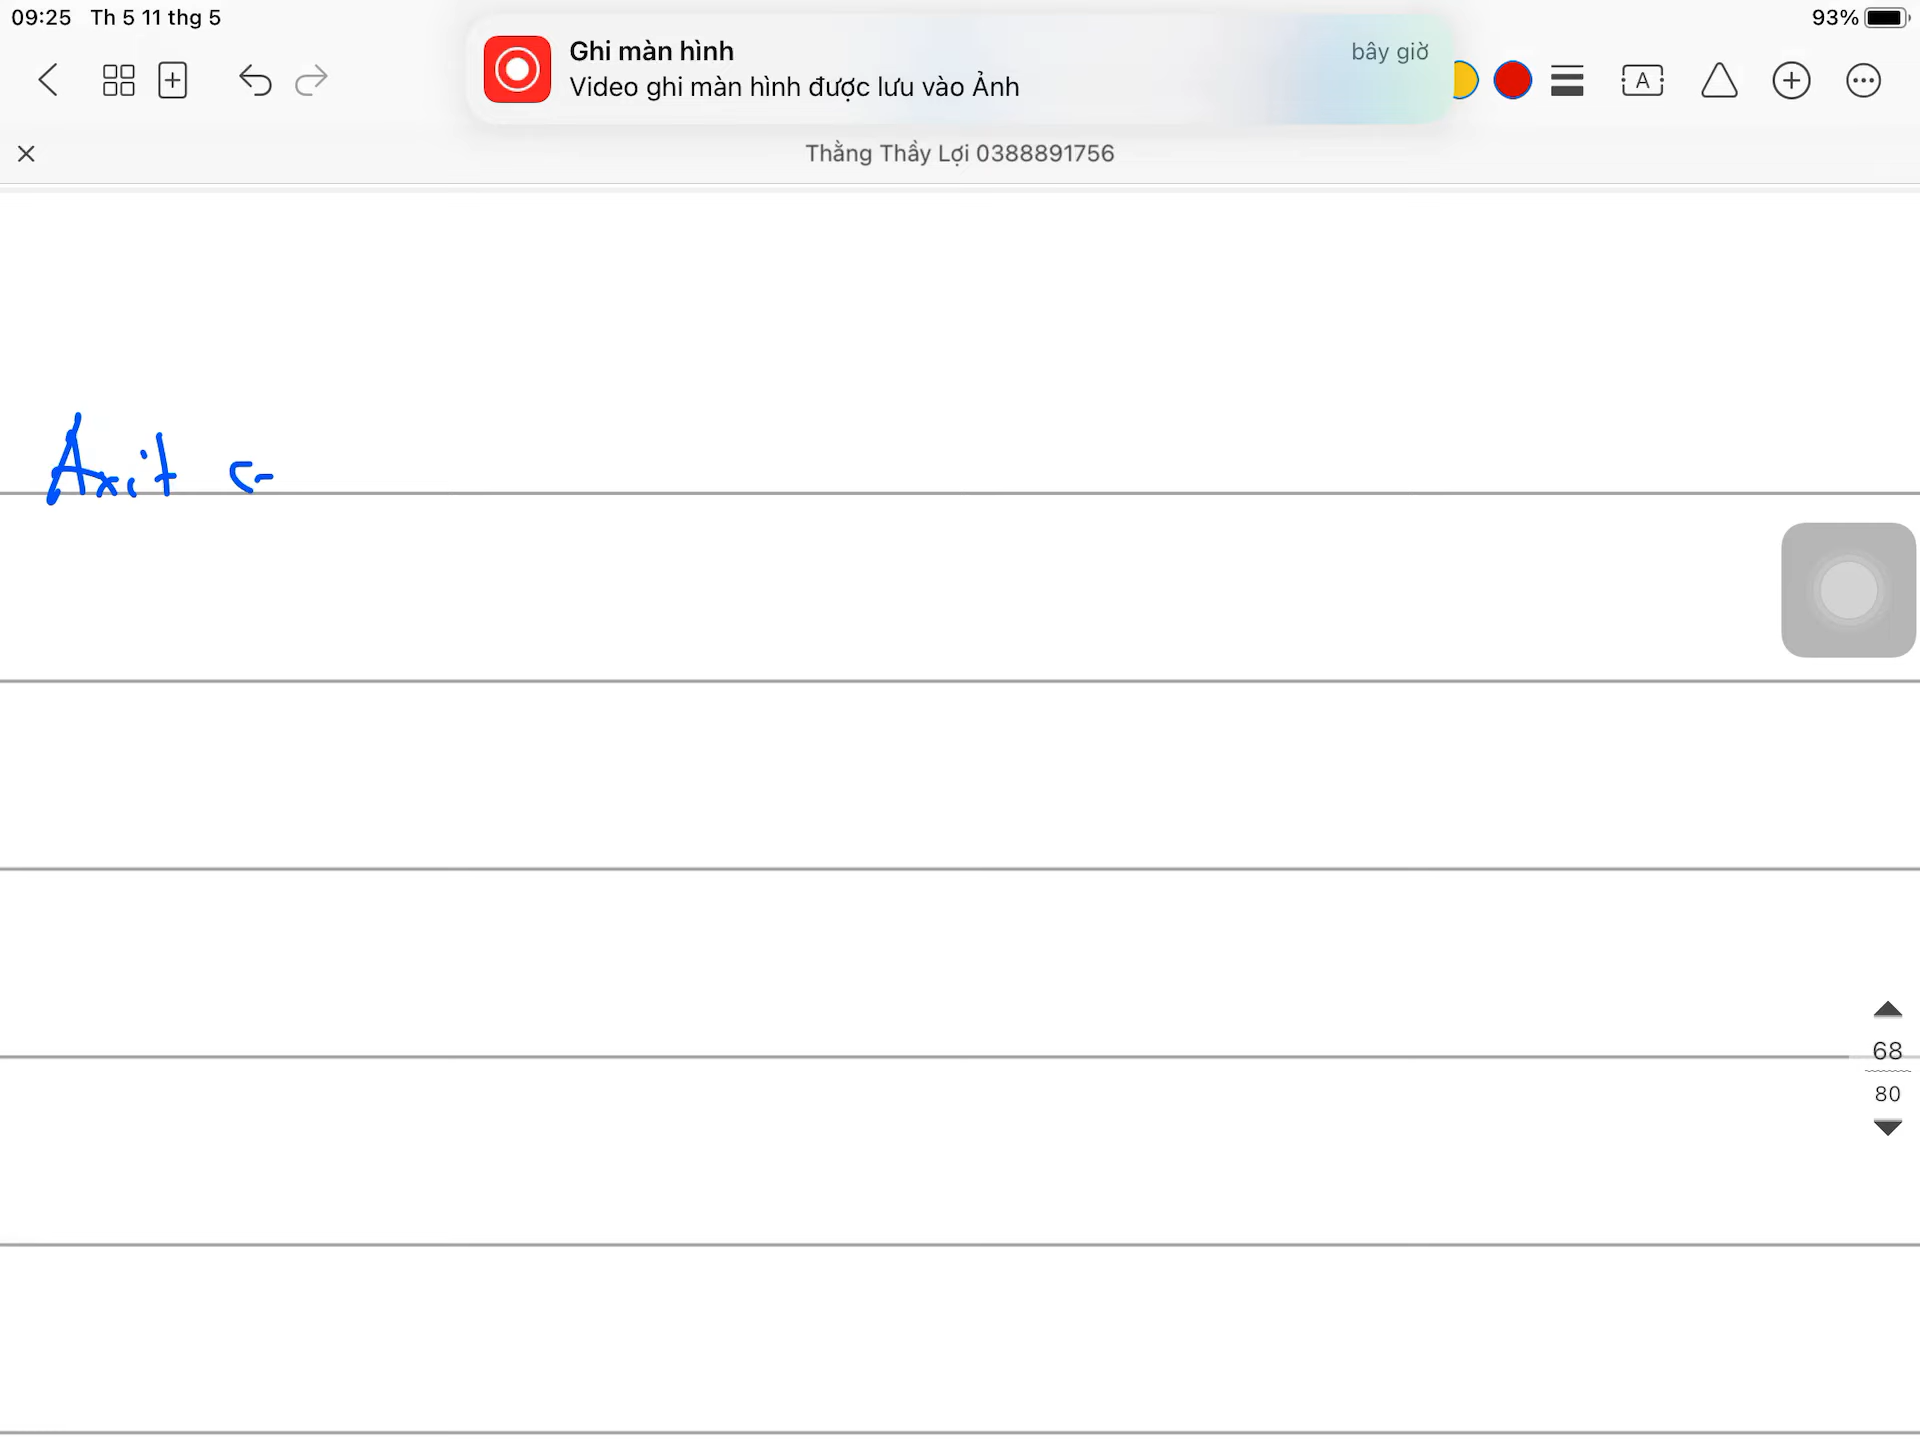 09:25 Th 5 11 thg 5
93%
Ghi màn hình
bây giờ
Video ghi màn hình được lưu vào Ảnh
A
Thằng Thầy Lợi 0388891756
Axit
68
80